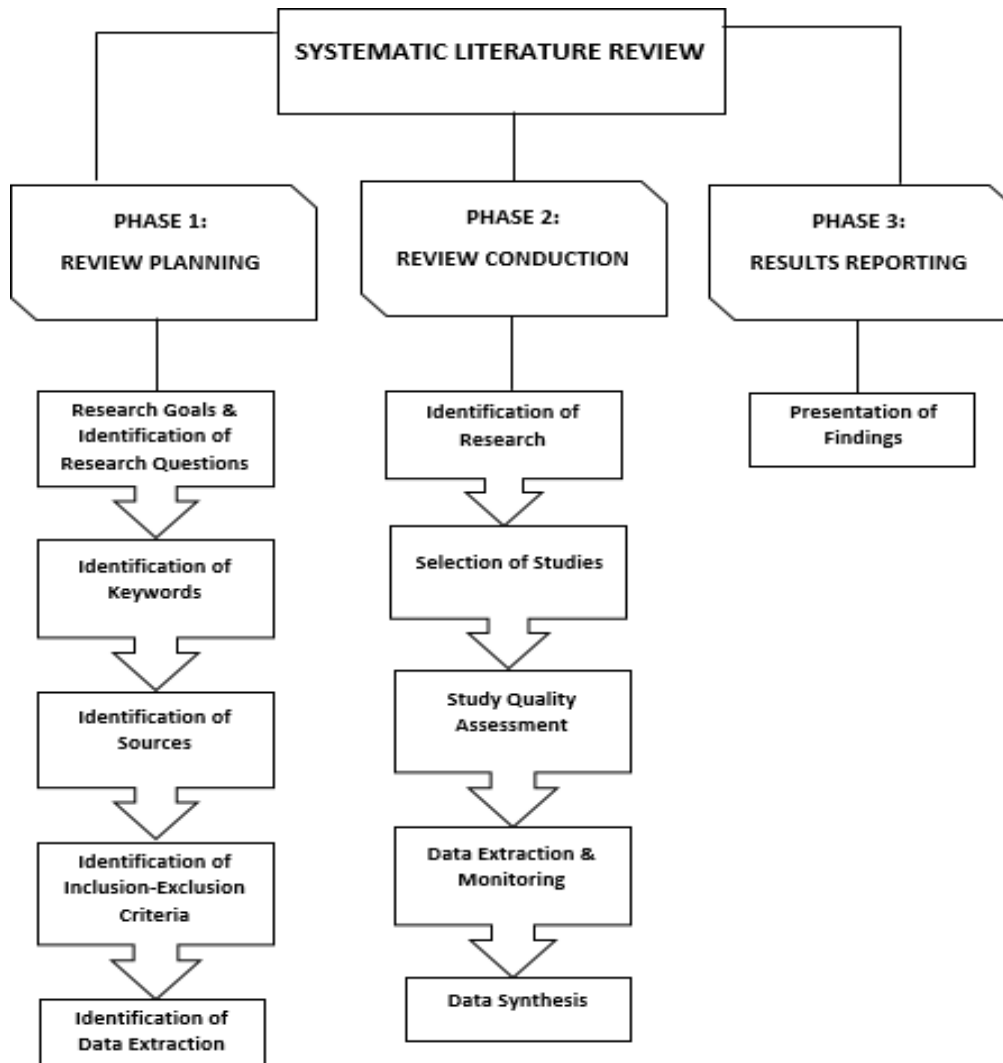 SYSTEMATIC LITERATURE REVIEW
PHASE 1:
REVIEW PLANNING
Research Goals &
Identification of
Research Questions
Identification of
Keywords
Identification of
Sources
Identification of
Inclusion-Exclusion
Criteria
Identification of
Data Extraction
PHASE 2:
REVIEW CONDUCTION
Identification of
Research
Selection of Studies
Study Quality
Assessment
Data Extraction &
Monitoring
Data Synthesis
PHASE 3:
RESULTS REPORTING
Presentation of
Findings